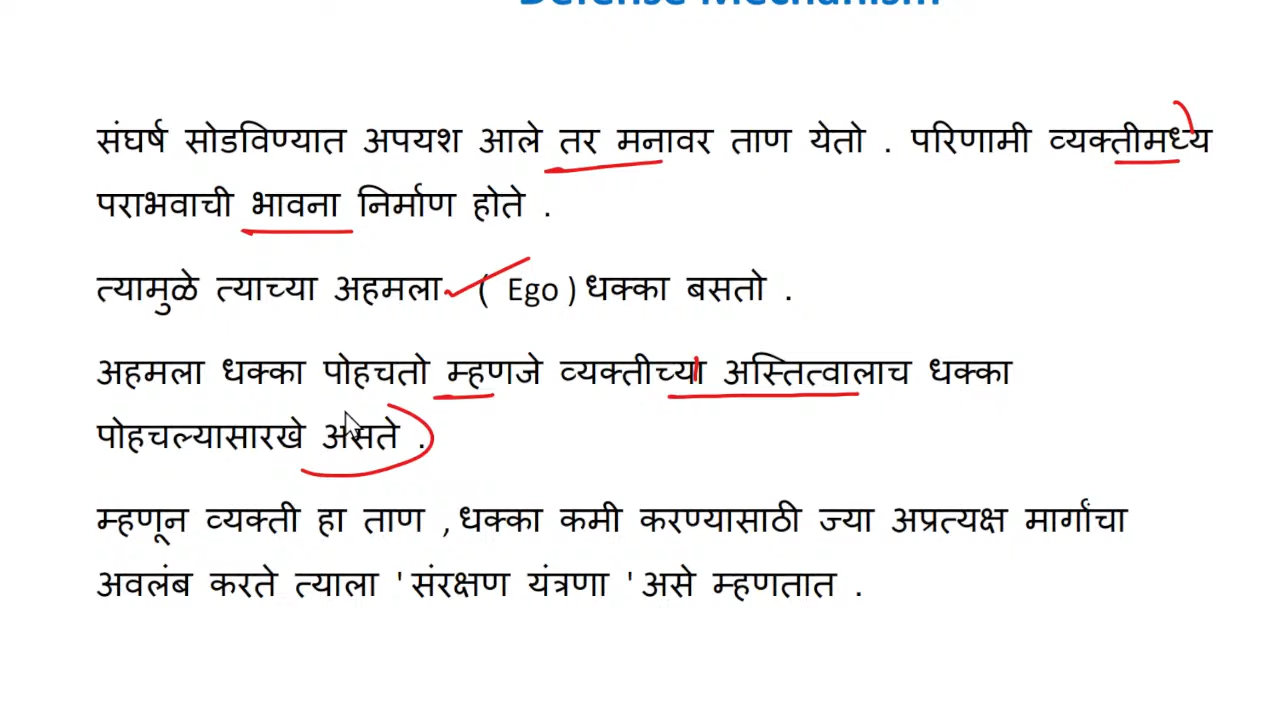 Defense Mechanism
संघर्ष सोडविण्यात अपयश आले तर मनावर ताण येतो . परिणामी व्यक्तीमध्य
पराभवाची भावना निर्माण होते .
त्यामुळे त्याच्या अहमला ( Ego ) धक्का बसतो .
अहमला धक्का पोहचतो म्हणजे व्यक्तीच्या अस्तित्वालाच धक्का
पोहचल्यासारखे असते .
म्हणून व्यक्ती हा ताण ,धक्का कमी करण्यासाठी ज्या अप्रत्यक्ष मार्गांचा
अवलंब करते त्याला 'संरक्षण यंत्रणा 'असे म्हणतात .